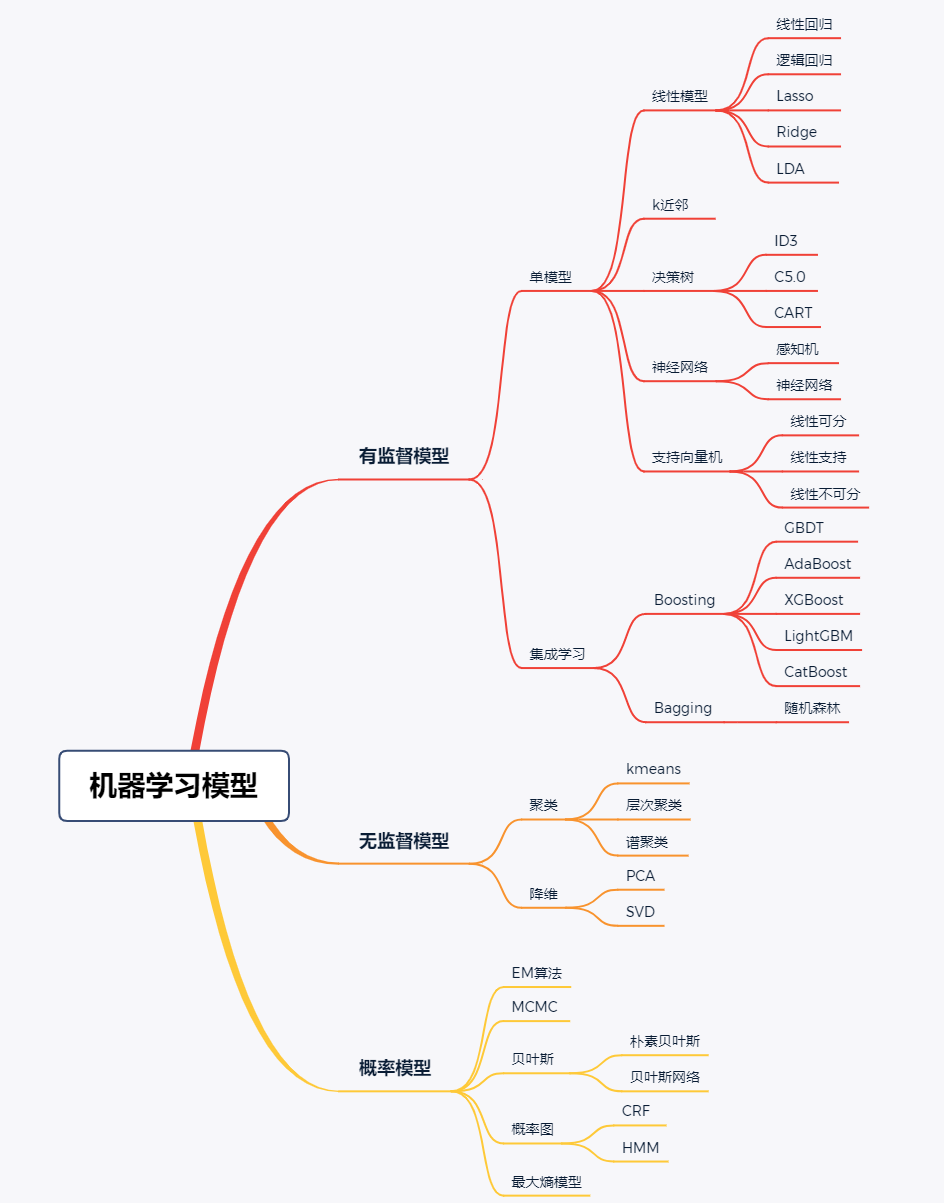 线性回归
逻辑回归
线性模型
Lasso
Ridge
LDA
k近邻
ID3
单模型
决策树
C5.0
CART
感知机
神经网络
神经网络
线性可分
有监督模型
支持向量机
线性支持
线性不可分
GBDT
AdaBoost
Boosting
XGBoost
LightGBM
集成学习
CatBoost
Bagging
随机森林
机器学习模型
kmeans
聚类
层次聚类
无监督模型
谱聚类
PCA
降维
SVD
EM算法
MCMC
朴素贝叶斯
贝叶斯
概率模型
贝叶斯网络
CRF
概率图
HMM
最大熵模型